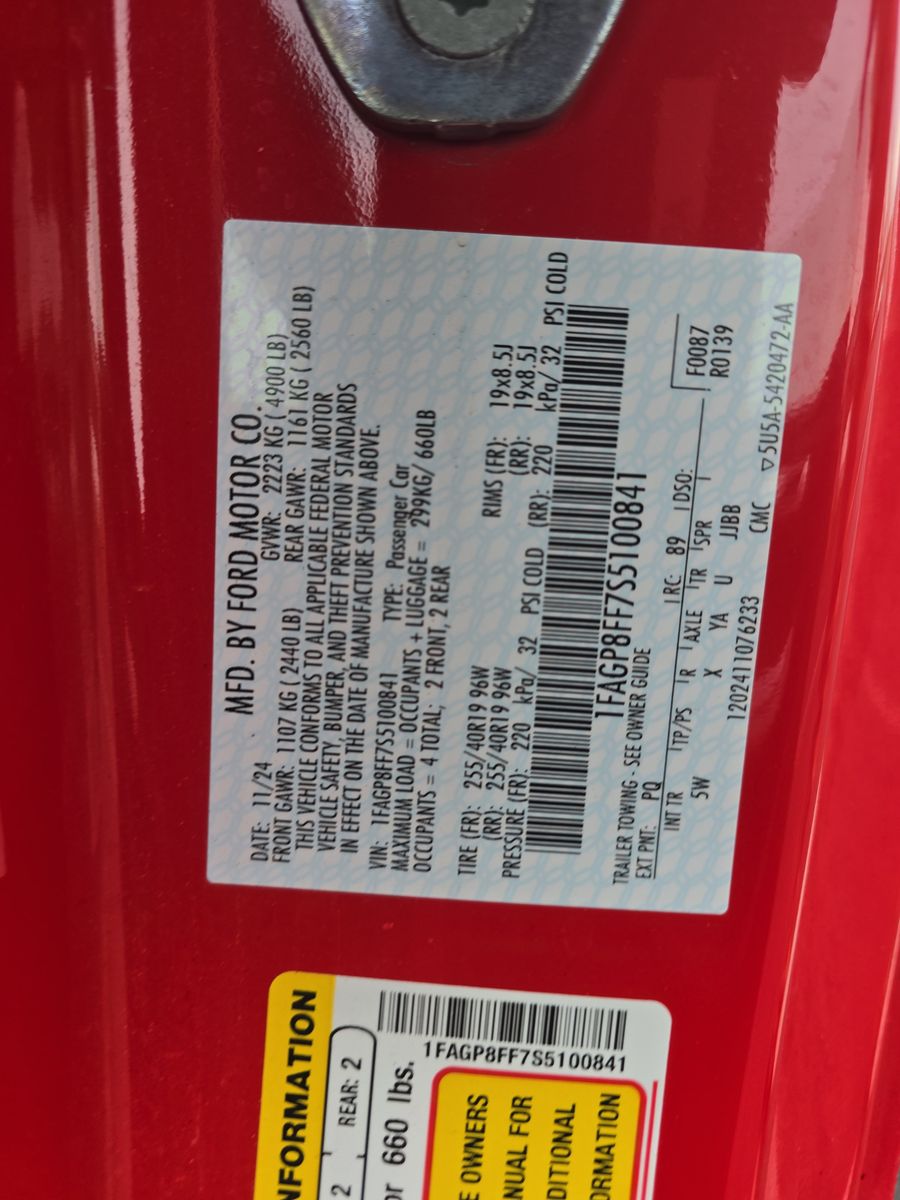 MFD. BY FORD MOTOR CO.
DATE: 11/24 GVWR: 2223 KG ( 4900 LB)
FRONT GAWR: 1107 KG ( 2440 LB) REAR GAWR: 1161 KG ( 2560 LB)
THIS VEHICLE CONFORMS TO ALL APPLICABLE FEDERAL MOTOR
VEHICLE SAFETY, BUMPER, AND THEFT PREVENTION STANDARDS
IN EFFECT ON THE DATE OF MANUFACTURE SHOWN ABOVE.
VIN: 1FAGP8FF7S5100841 TYPE: Passenger Car
MAXIMUM LOAD = OCCUPANTS + LUGGAGE = 299KG/ 660LB
OCCUPANTS = 4 TOTAL; 2 FRONT, 2 REAR
TIRE (FR): 255/40R19 96W RIMS (FR): 19x8.5J
(RR): 255/40R19 96W (RR): 19x8.5J
PRESSURE (FR): 220 kPa/ 32 PSI COLD (RR): 220 kPa/ 32 PSI COLD
1FAGP8FF7S5100841
TRAILER TOWING - SEE OWNER GUIDE
EXT PNT: PQ RC: 89 DSO: F0087
R0139
INT TR TP/PS R AXLE TR SPR
5W X YA U JJBB
1202411076233 CMC ▽5U5A-5420472-AA
NFORMATION
2 REAR: 2
or 660 lbs.
1FAGP8FF7S5100841
E OWNERS
NUAL FOR
DITIONAL
ORMATION